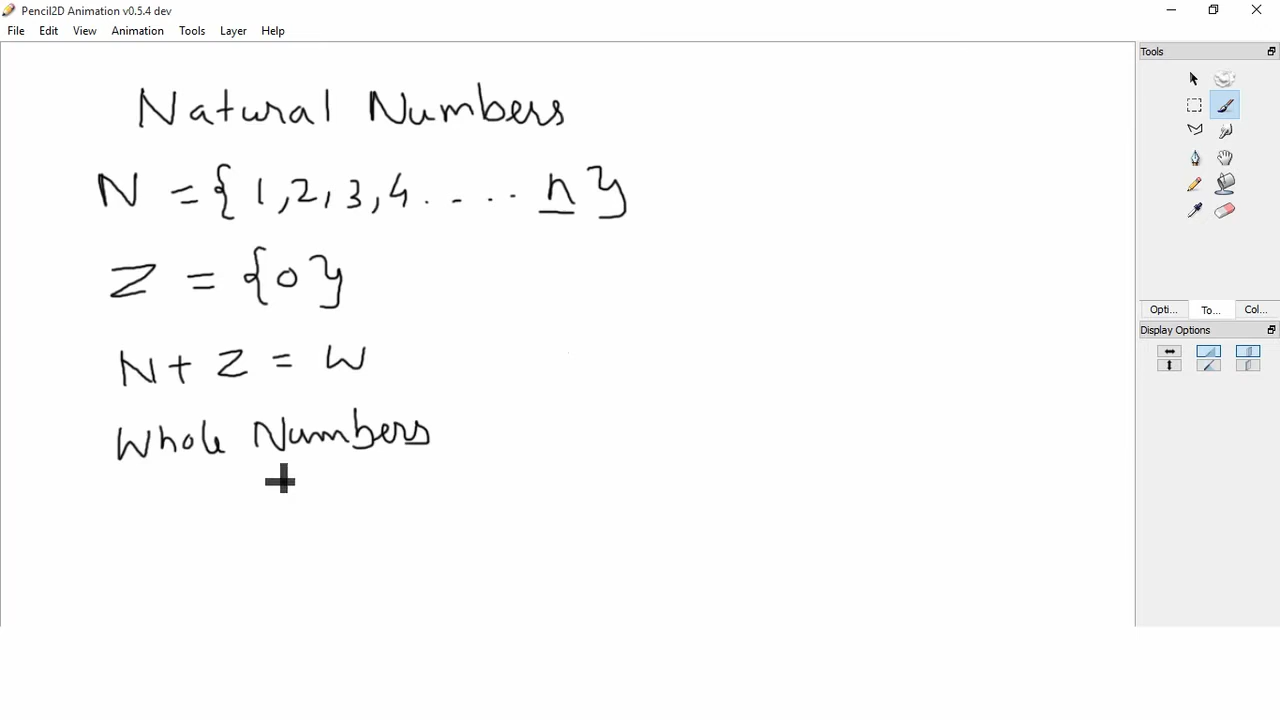 Pencil2D Animation v0.5.4 dev
File Edit View Animation Tools Layer Help
Tools
Natural Numbers
N = {1,2,3,4..... n}
Z = {0}
N + Z = W
Whole Numbers
Opti... To... Col...
Display Options